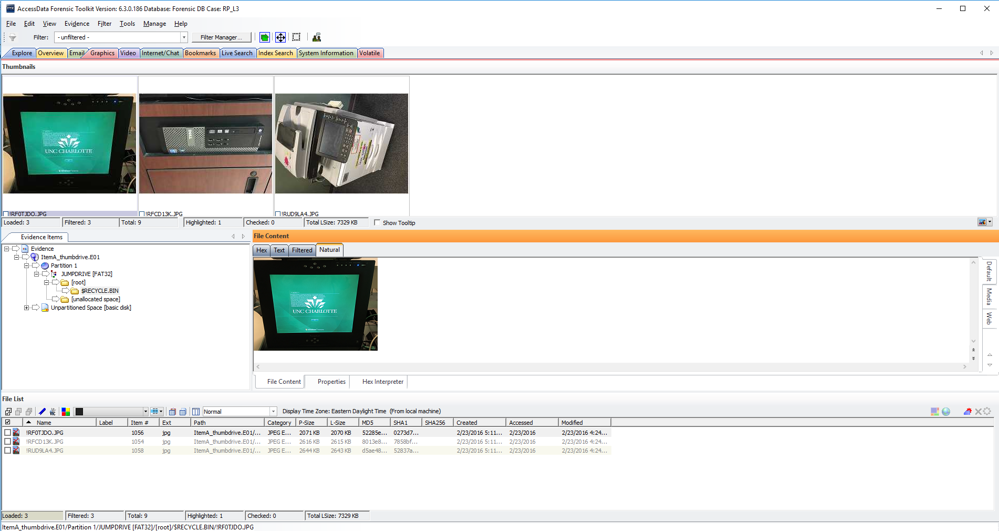 AccessData Forensic Toolkit Version: 6.3.0.186 Database: Forensic DB Case: RP_L3
File Edit View Evidence Filter Tools Manage Help
Filter: - unfiltered - Filter Manager...
Explore Overview Email Graphics Video Internet/Chat Bookmarks Live Search Index Search System Information Volatile
Thumbnails
UNC CHARLOTTE
DELL
!RF0TJDO.JPG !RFCD13K.JPG !RUD9LA4.JPG
Loaded: 3 Filtered: 3 Total: 9 Highlighted: 1 Checked: 0 Total LSize: 7329 KB Show Tooltip
Evidence Items
Evidence
ItemA_thumbdrive.E01
Partition 1
JUMPDRIVE [FAT32]
[root]
$RECYCLE.BIN
[unallocated space]
Unpartitioned Space [basic disk]
File Content
Hex Text Filtered Natural
UNC CHARLOTTE
Default
Media
Web
File Content Properties Hex Interpreter
File List
Normal Display Time Zone: Eastern Daylight Time (From local machine)
Name Label Item # Ext Path Category P-Size L-Size MD5 SHA1 SHA256 Created Accessed Modified
!RF0TJDO.JPG 1056 jpg ItemA_thumbdrive.E01/... JPEG E... 2071 KB 2070 KB 52285e... 0273d7... 2/23/2016 5:11... 2/23/2016 2/23/2016 4:24...
!RFCD13K.JPG 1054 jpg ItemA_thumbdrive.E01/... JPEG E... 2616 KB 2615 KB 8013e8... 7858bf... 2/23/2016 5:11... 2/23/2016 2/23/2016 4:24...
!RUD9LA4.JPG 1058 jpg ItemA_thumbdrive.E01/... JPEG E... 2644 KB 2643 KB d5ae48... 52837a... 2/23/2016 5:11... 2/23/2016 2/23/2016 4:24...
Loaded: 3 Filtered: 3 Total: 9 Highlighted: 1 Checked: 0 Total LSize: 7329 KB
ItemA_thumbdrive.E01/Partition 1/JUMPDRIVE [FAT32]/[root]/$RECYCLE.BIN/!RF0TJDO.JPG